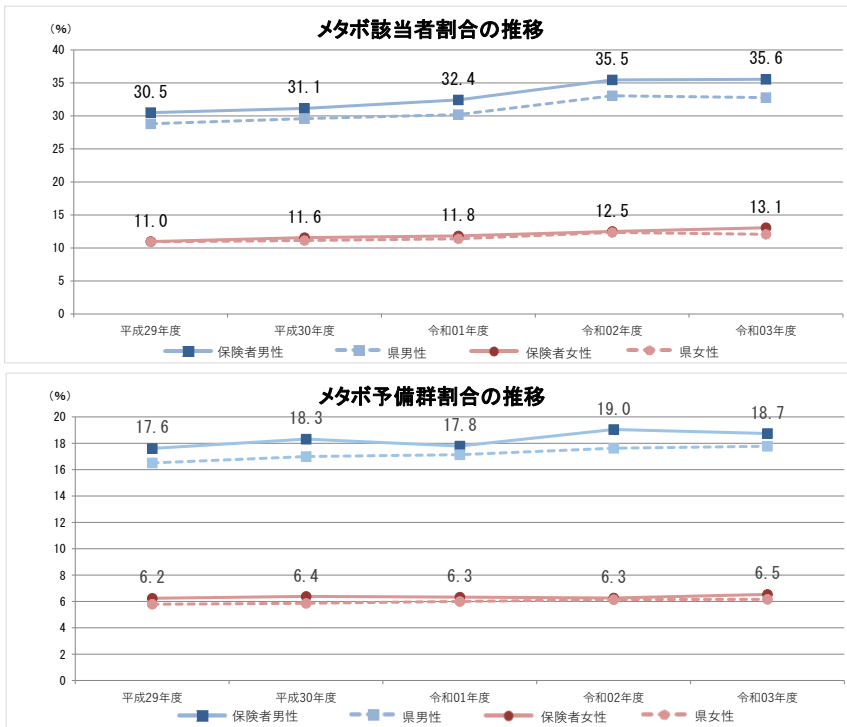 メタボ該当者割合の推移
(%)
40
35
30
25
20
15
10
5
0
30.5
31.1
32.4
35.5
35.6
11.0
11.6
11.8
12.5
13.1
平成29年度
平成30年度
令和01年度
令和02年度
令和03年度
保険者男性
県男性
保険者女性
県女性
メタボ予備群割合の推移
(%)
20
18
16
14
12
10
8
6
4
2
0
17.6
18.3
17.8
19.0
18.7
6.2
6.4
6.3
6.3
6.5
平成29年度
平成30年度
令和01年度
令和02年度
令和03年度
保険者男性
県男性
保険者女性
県女性